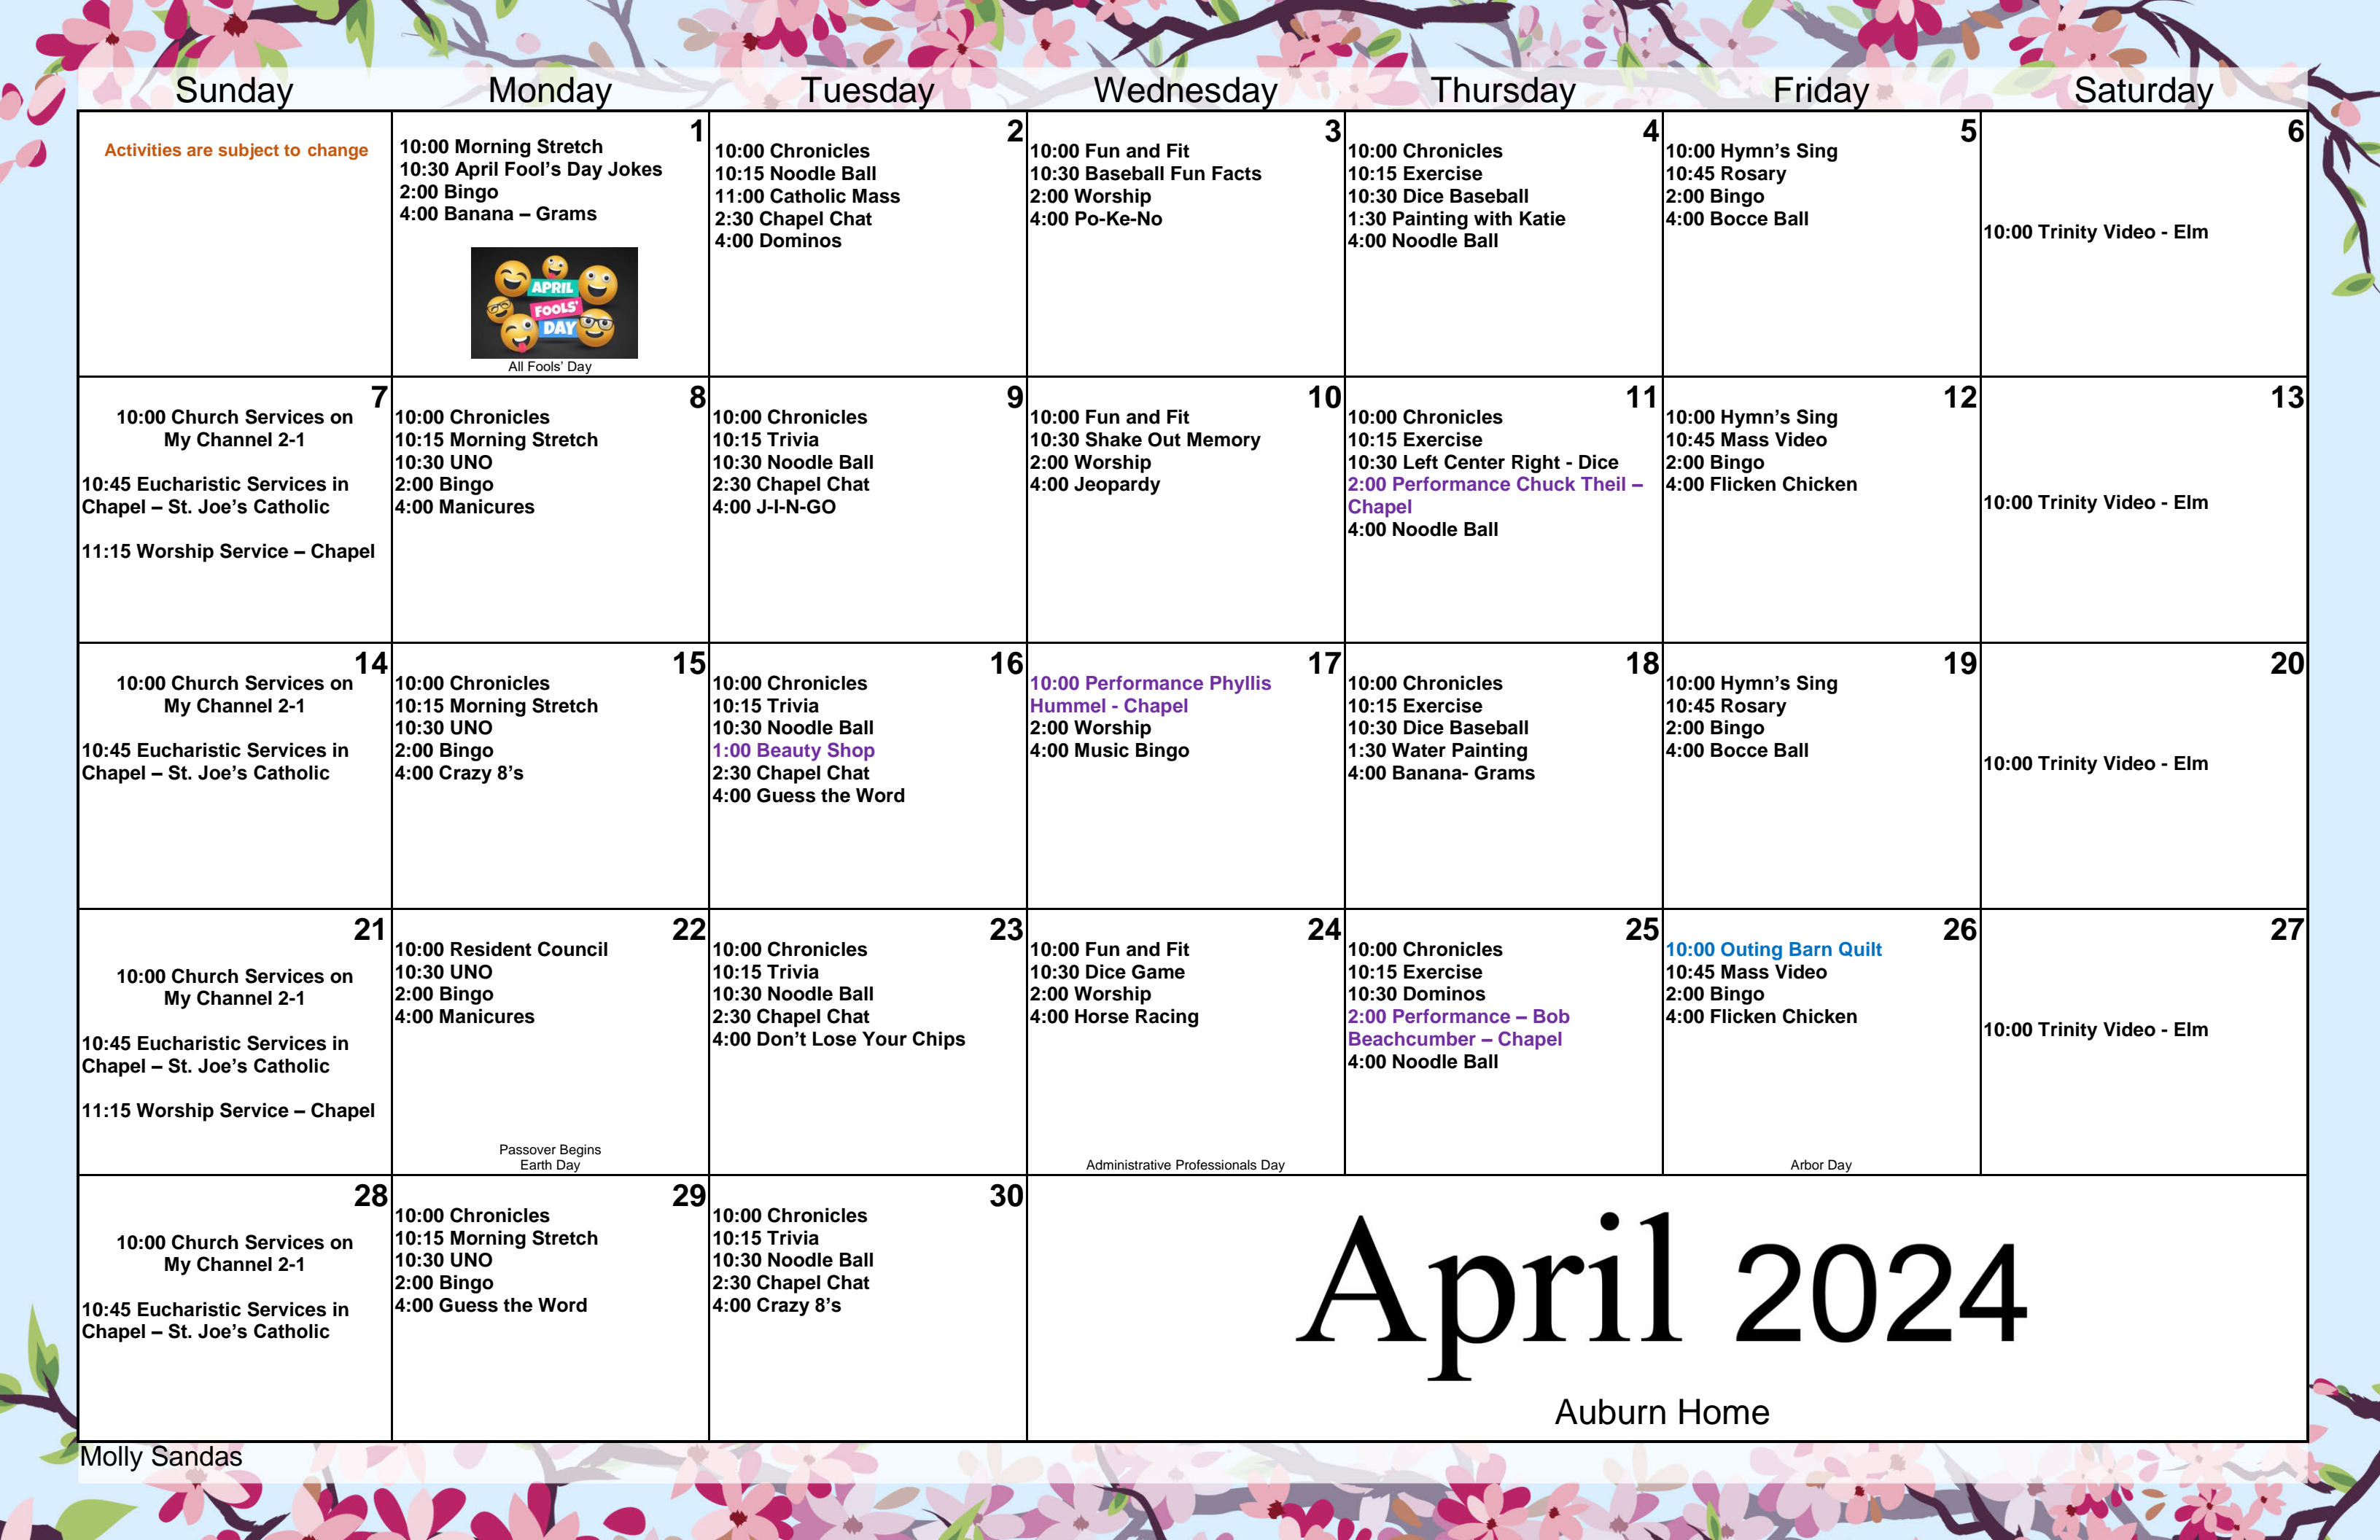 Sunday
Monday
Tuesday
Wednesday
Thursday
Friday
Saturday
Activities are subject to change
1
10:00 Morning Stretch
10:30 April Fool’s Day Jokes
2:00 Bingo
4:00 Banana – Grams
APRIL
FOOLS'
DAY
All Fools' Day
2
10:00 Chronicles
10:15 Noodle Ball
11:00 Catholic Mass
2:30 Chapel Chat
4:00 Dominos
3
10:00 Fun and Fit
10:30 Baseball Fun Facts
2:00 Worship
4:00 Po-Ke-No
4
10:00 Chronicles
10:15 Exercise
10:30 Dice Baseball
1:30 Painting with Katie
4:00 Noodle Ball
5
10:00 Hymn’s Sing
10:45 Rosary
2:00 Bingo
4:00 Bocce Ball
6
10:00 Trinity Video - Elm
7
10:00 Church Services on
My Channel 2-1
10:45 Eucharistic Services in
Chapel – St. Joe’s Catholic
11:15 Worship Service – Chapel
8
10:00 Chronicles
10:15 Morning Stretch
10:30 UNO
2:00 Bingo
4:00 Manicures
9
10:00 Chronicles
10:15 Trivia
10:30 Noodle Ball
2:30 Chapel Chat
4:00 J-I-N-GO
10
10:00 Fun and Fit
10:30 Shake Out Memory
2:00 Worship
4:00 Jeopardy
11
10:00 Chronicles
10:15 Exercise
10:30 Left Center Right - Dice
2:00 Performance Chuck Theil –
Chapel
4:00 Noodle Ball
12
10:00 Hymn’s Sing
10:45 Mass Video
2:00 Bingo
4:00 Flicken Chicken
13
10:00 Trinity Video - Elm
14
10:00 Church Services on
My Channel 2-1
10:45 Eucharistic Services in
Chapel – St. Joe’s Catholic
15
10:00 Chronicles
10:15 Morning Stretch
10:30 UNO
2:00 Bingo
4:00 Crazy 8’s
16
10:00 Chronicles
10:15 Trivia
10:30 Noodle Ball
1:00 Beauty Shop
2:30 Chapel Chat
4:00 Guess the Word
17
10:00 Performance Phyllis
Hummel - Chapel
2:00 Worship
4:00 Music Bingo
18
10:00 Chronicles
10:15 Exercise
10:30 Dice Baseball
1:30 Water Painting
4:00 Banana- Grams
19
10:00 Hymn’s Sing
10:45 Rosary
2:00 Bingo
4:00 Bocce Ball
20
10:00 Trinity Video - Elm
21
10:00 Church Services on
My Channel 2-1
10:45 Eucharistic Services in
Chapel – St. Joe’s Catholic
11:15 Worship Service – Chapel
22
10:00 Resident Council
10:30 UNO
2:00 Bingo
4:00 Manicures
Passover Begins
Earth Day
23
10:00 Chronicles
10:15 Trivia
10:30 Noodle Ball
2:30 Chapel Chat
4:00 Don’t Lose Your Chips
24
10:00 Fun and Fit
10:30 Dice Game
2:00 Worship
4:00 Horse Racing
Administrative Professionals Day
25
10:00 Chronicles
10:15 Exercise
10:30 Dominos
2:00 Performance – Bob
Beachcumber – Chapel
4:00 Noodle Ball
26
10:00 Outing Barn Quilt
10:45 Mass Video
2:00 Bingo
4:00 Flicken Chicken
Arbor Day
27
10:00 Trinity Video - Elm
28
10:00 Church Services on
My Channel 2-1
10:45 Eucharistic Services in
Chapel – St. Joe’s Catholic
29
10:00 Chronicles
10:15 Morning Stretch
10:30 UNO
2:00 Bingo
4:00 Guess the Word
30
10:00 Chronicles
10:15 Trivia
10:30 Noodle Ball
2:30 Chapel Chat
4:00 Crazy 8’s
April 2024
Auburn Home
Molly Sandas